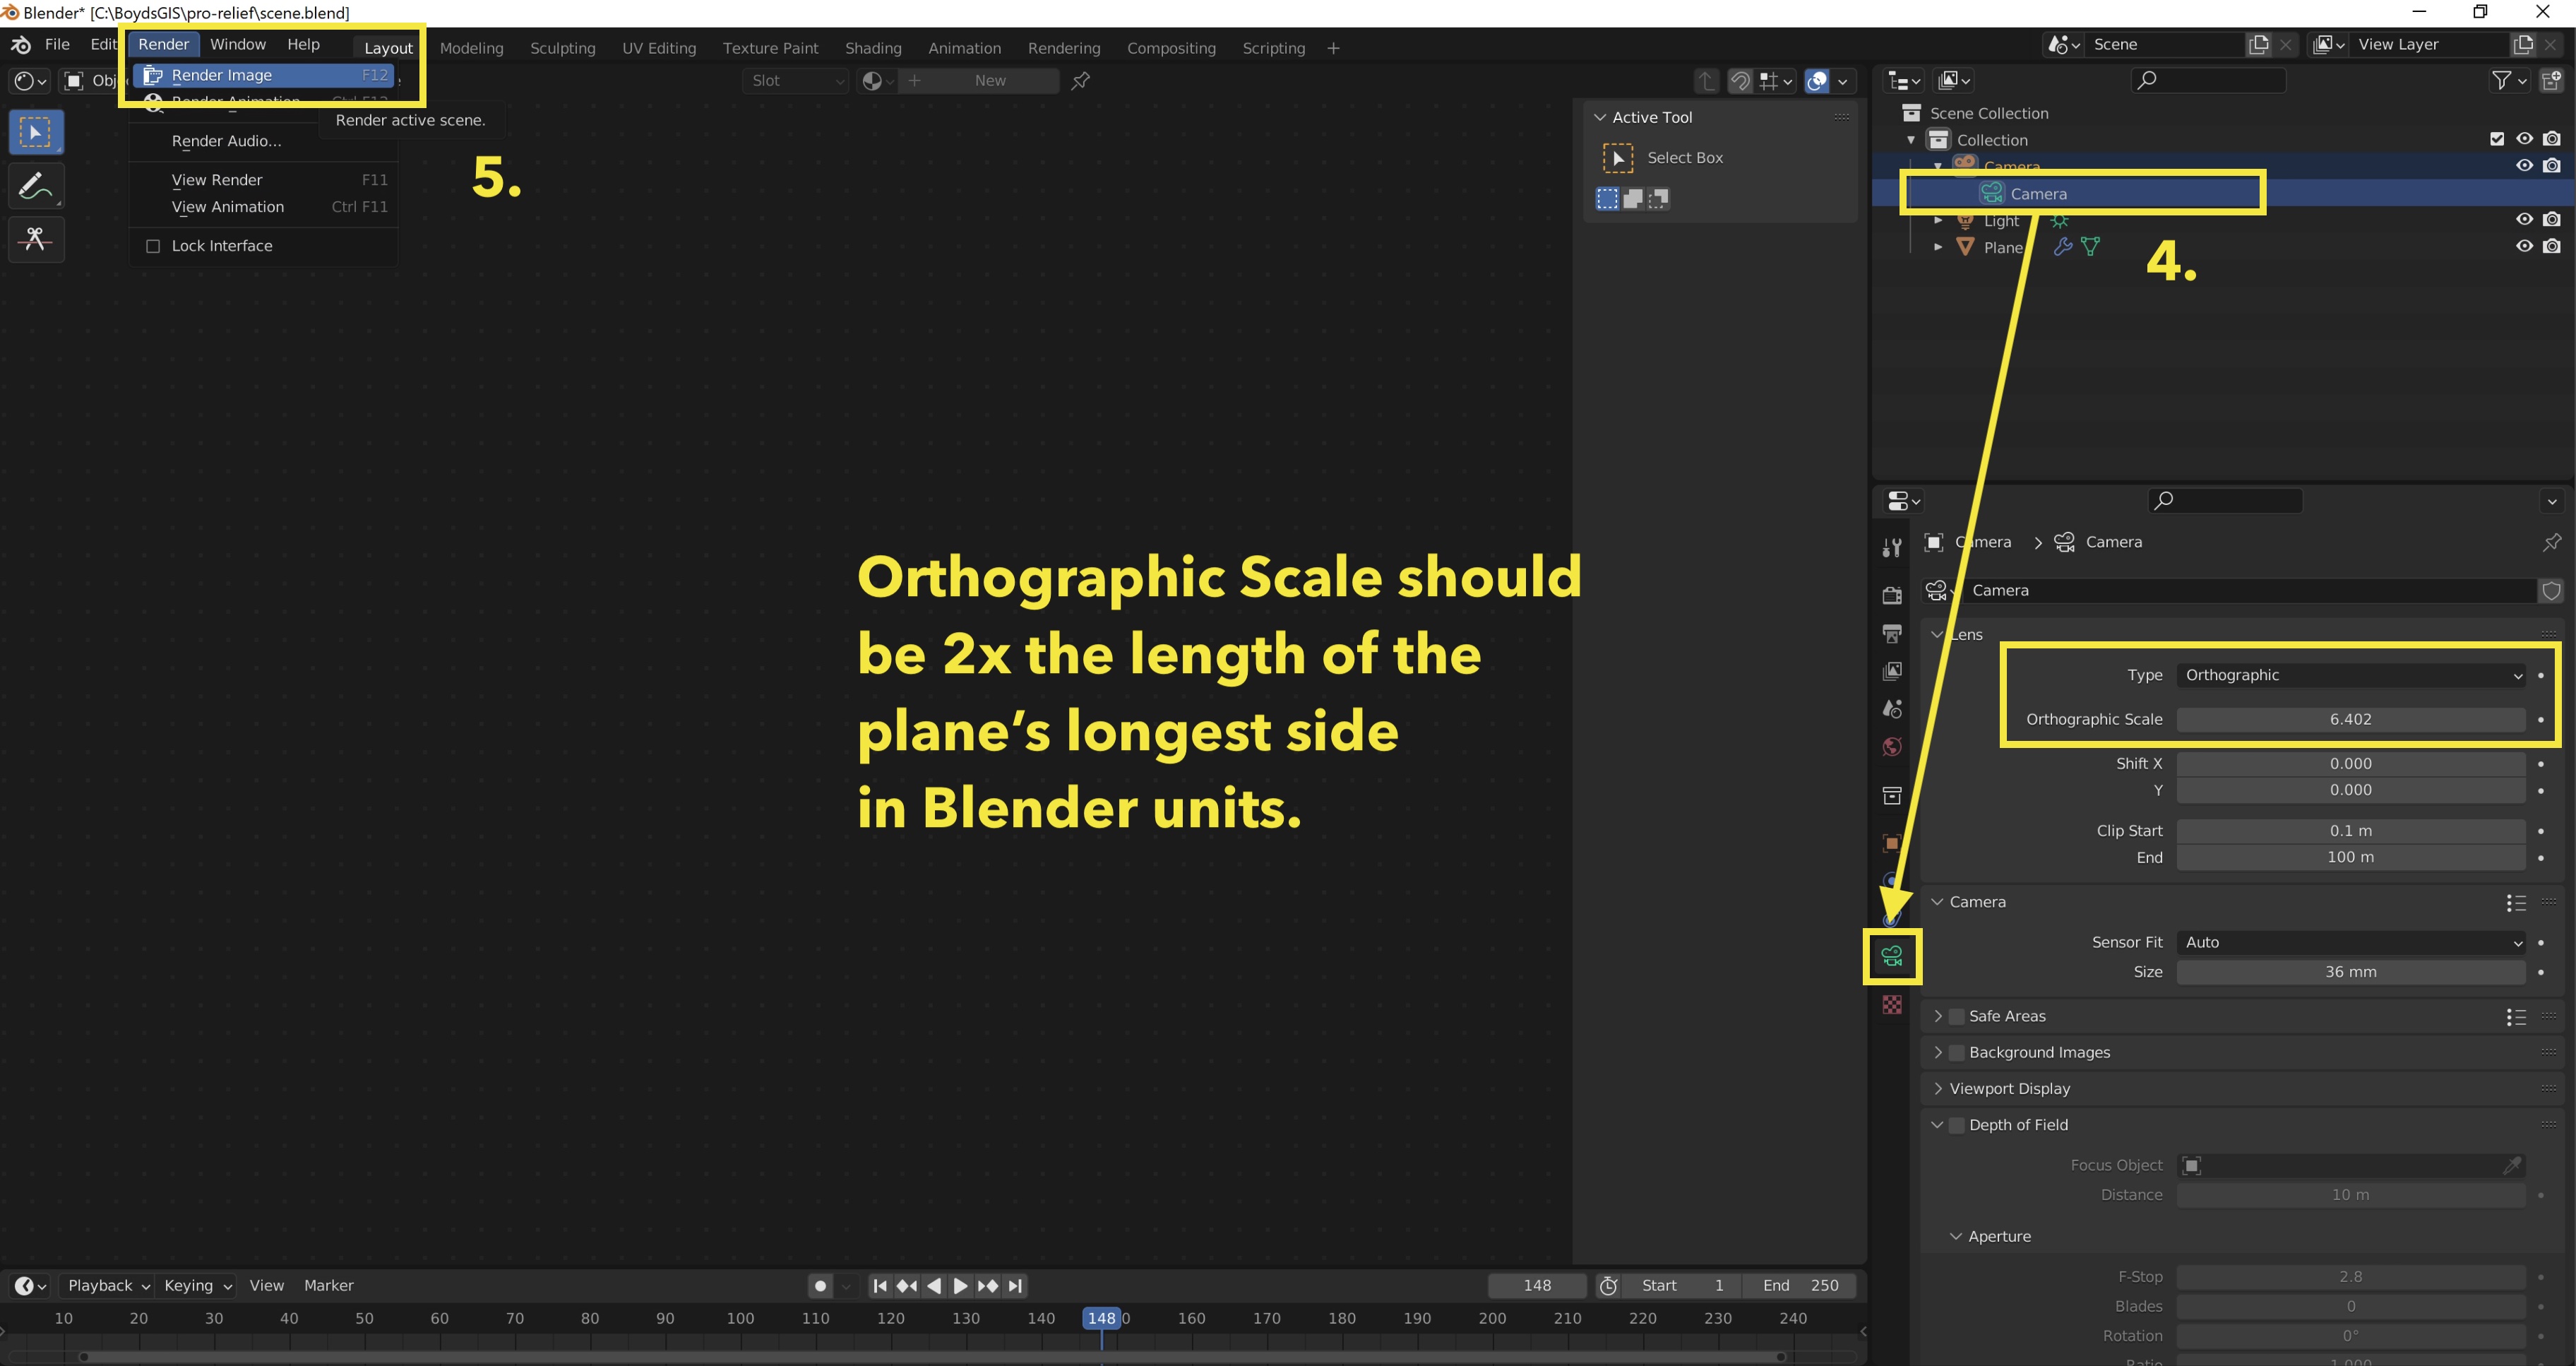 Blender* [C:\BoydsGIS\pro-relief\scene.blend]
File Edit Render Window Help Layout Modeling Sculpting UV Editing Texture Paint Shading Animation Rendering Compositing Scripting + Scene View Layer
Slot New
Render Image F12
Render Animation Ctrl F12
Render active scene.
Render Audio...
View Render F11
View Animation Ctrl F11
Lock Interface
5.
Active Tool
Select Box
Scene Collection
Collection
Camera
Camera
Light
Plane
4.
Orthographic Scale should
be 2x the length of the
plane’s longest side
in Blender units.
Camera > Camera
Camera
Lens
Type Orthographic
Orthographic Scale 6.402
Shift X 0.000
Y 0.000
Clip Start 0.1 m
End 100 m
Camera
Sensor Fit Auto
Size 36 mm
Safe Areas
Background Images
Viewport Display
Depth of Field
Focus Object
Distance 10 m
Aperture
F-Stop 2.8
Blades 0
Rotation 0°
Ratio 1.000
Playback Keying View Marker 148 Start 1 End 250
10 20 30 40 50 60 70 80 90 100 110 120 130 140 148 0 160 170 180 190 200 210 220 230 240